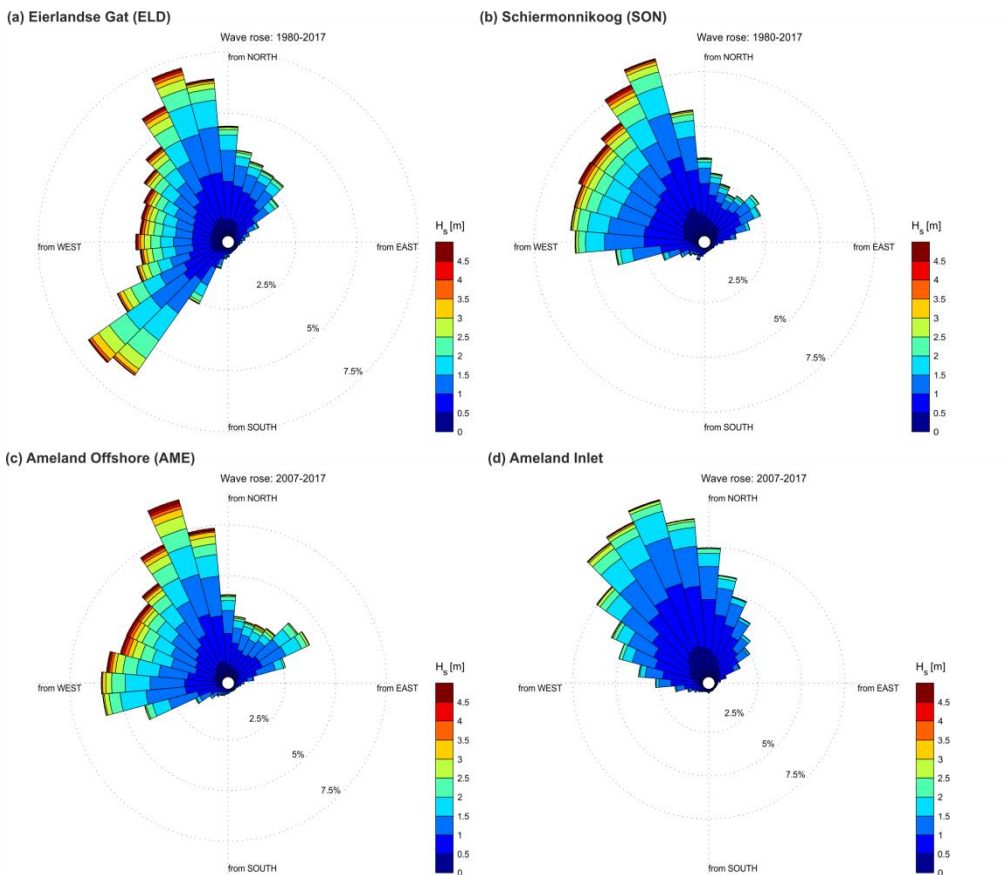 (a) Eierlandse Gat (ELD)
Wave rose: 1980-2017
from NORTH
from WEST
from EAST
from SOUTH
2.5%
5%
7.5%
Hs [m]
4.5
4
3.5
3
2.5
2
1.5
1
0.5
0
(b) Schiermonnikoog (SON)
Wave rose: 1980-2017
from NORTH
from WEST
from EAST
from SOUTH
2.5%
5%
7.5%
Hs [m]
4.5
4
3.5
3
2.5
2
1.5
1
0.5
0
(c) Ameland Offshore (AME)
Wave rose: 2007-2017
from NORTH
from WEST
from EAST
from SOUTH
2.5%
5%
7.5%
Hs [m]
4.5
4
3.5
3
2.5
2
1.5
1
0.5
0
(d) Ameland Inlet
Wave rose: 2007-2017
from NORTH
from WEST
from EAST
from SOUTH
2.5%
5%
7.5%
Hs [m]
4.5
4
3.5
3
2.5
2
1.5
1
0.5
0